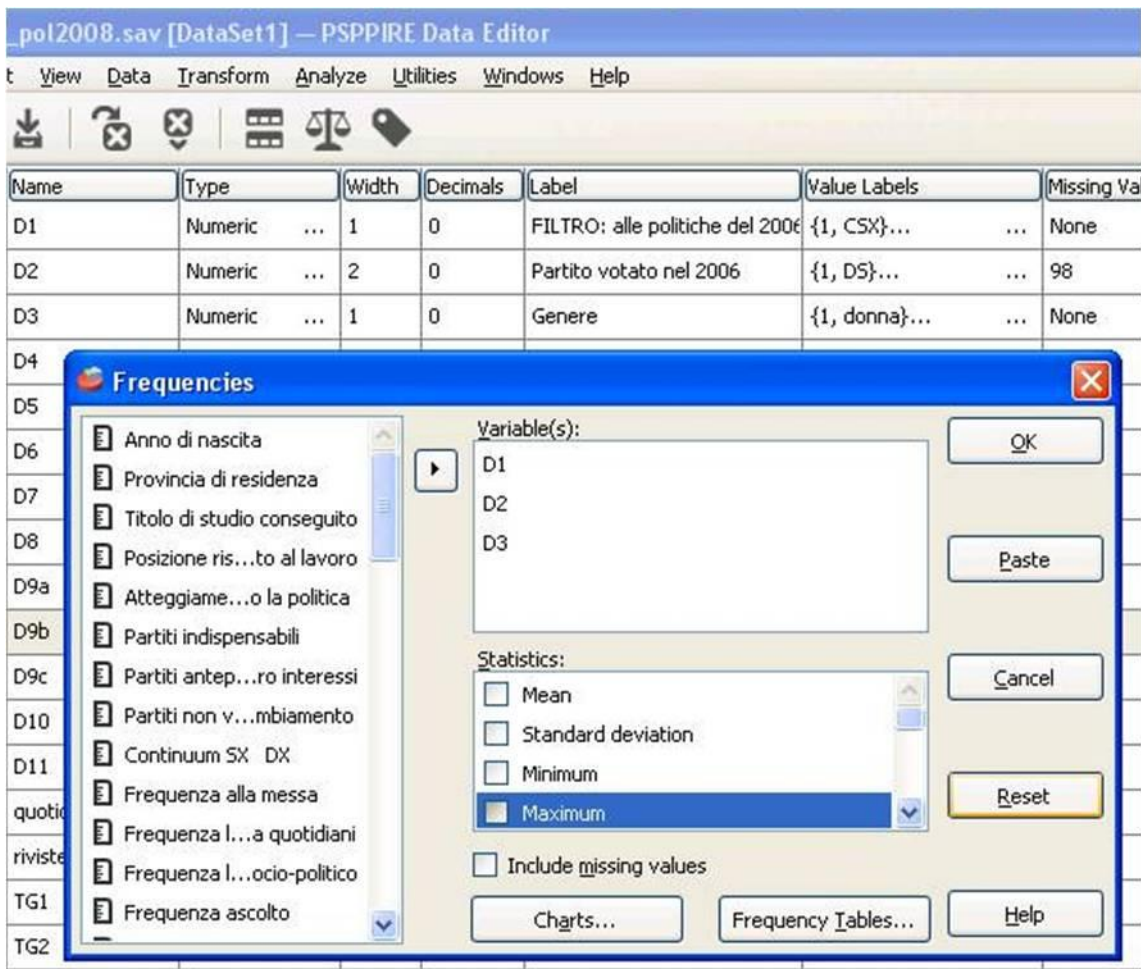 _pol2008.sav [DataSet1] — PSPPIRE Data Editor
t View Data Transform Analyze Utilities Windows Help
Name Type Width Decimals Label Value Labels Missing Va
D1 Numeric ... 1 0 FILTRO: alle politiche del 2006 {1, CSX}... ... None
D2 Numeric ... 2 0 Partito votato nel 2006 {1, DS}... ... 98
D3 Numeric ... 1 0 Genere {1, donna}... ... None
D4
D5
D6
D7
D8
D9a
D9b
D9c
D10
D11
quotid
riviste
TG1
TG2
Frequencies
Anno di nascita
Provincia di residenza
Titolo di studio conseguito
Posizione ris...to al lavoro
Atteggiame...o la politica
Partiti indispensabili
Partiti antep...ro interessi
Partiti non v...mbiamento
Continuum SX DX
Frequenza alla messa
Frequenza l...a quotidiani
Frequenza l...ocio-politico
Frequenza ascolto
Variable(s):
D1
D2
D3
Statistics:
Mean
Standard deviation
Minimum
Maximum
Include missing values
Charts... Frequency Tables...
OK
Paste
Cancel
Reset
Help